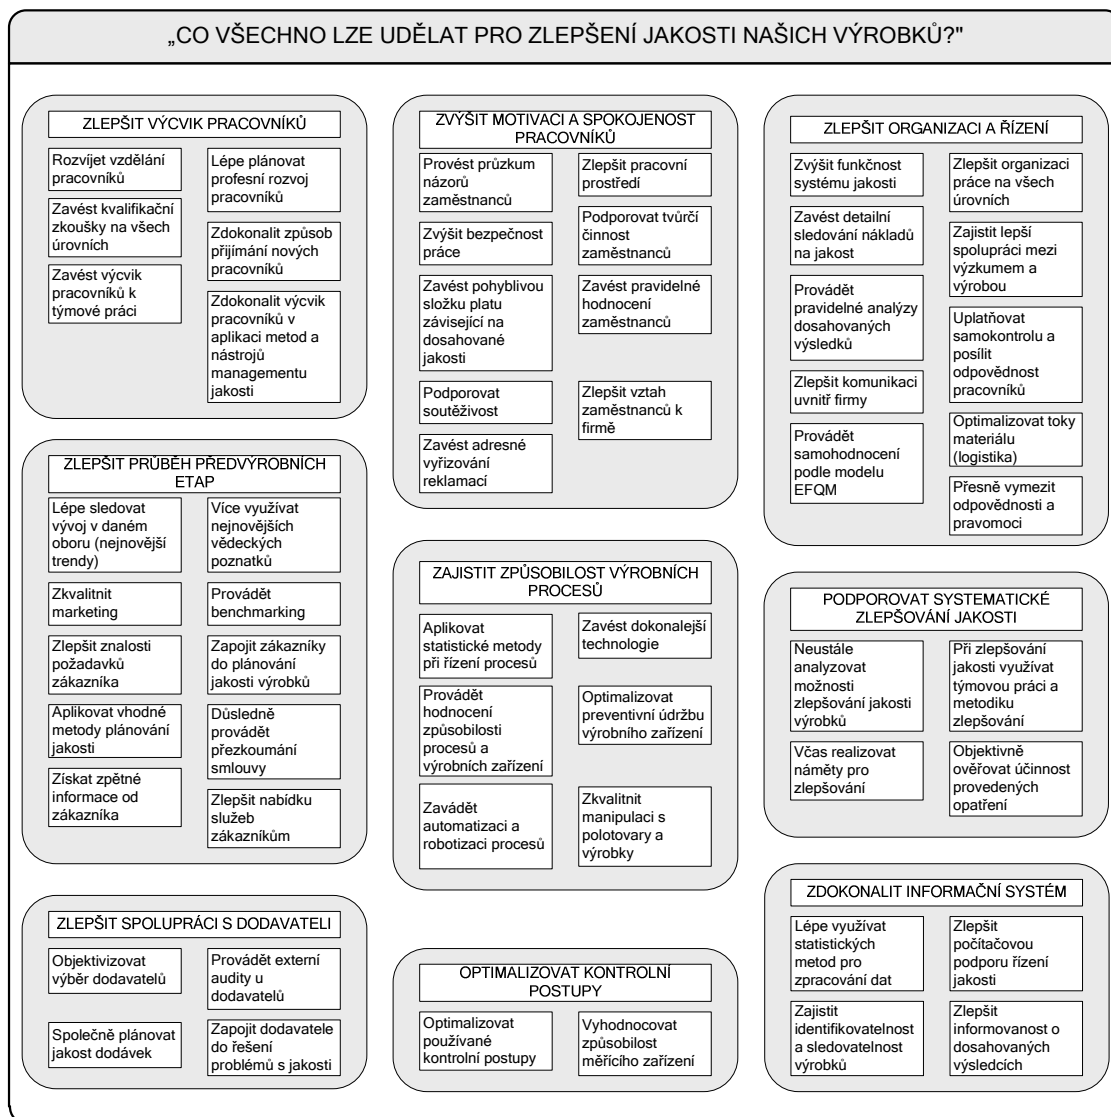 „CO VŠECHNO LZE UDĚLAT PRO ZLEPŠENÍ JAKOSTI NAŠICH VÝROBKŮ?"
ZLEPŠIT VÝCVIK PRACOVNÍKŮ
Rozvíjet vzdělání
pracovníků
Zavést kvalifikační
zkoušky na všech
úrovních
Zavést výcvik
pracovníků k
týmové práci
Lépe plánovat
profesní rozvoj
pracovníků
Zdokonalit způsob
přijímání nových
pracovníků
Zdokonalit výcvik
pracovníků v
aplikaci metod a
nástrojů
managementu
jakosti
ZLEPŠIT PRŮBĚH PŘEDVÝROBNÍCH
ETAP
Lépe sledovat
vývoj v daném
oboru (nejnovější
trendy)
Zkvalitnit
marketing
Zlepšit znalosti
požadavků
zákazníka
Aplikovat vhodné
metody plánování
jakosti
Získat zpětné
informace od
zákazníka
Více využívat
nejnovějších
vědeckých
poznatků
Provádět
benchmarking
Zapojit zákazníky
do plánování
jakosti výrobků
Důsledně
provádět
přezkoumání
smlouvy
Zlepšit nabídku
služeb
zákazníkům
ZLEPŠIT SPOLUPRÁCI S DODAVATELI
Objektivizovat
výběr dodavatelů
Společně plánovat
jakost dodávek
Provádět externí
audity u
dodavatelů
Zapojit dodavatele
do řešení
problémů s jakosti
ZVÝŠIT MOTIVACI A SPOKOJENOST
PRACOVNÍKŮ
Provést průzkum
názorů
zaměstnanců
Zvýšit bezpečnost
práce
Zavést pohyblivou
složku platu
závisející na
dosahované
jakosti
Podporovat
soutěživost
Zavést adresné
vyřizování
reklamací
Zlepšit pracovní
prostředí
Podporovat tvůrčí
činnost
zaměstnanců
Zavést pravidelné
hodnocení
zaměstnanců
Zlepšit vztah
zaměstnanců k
firmě
ZAJISTIT ZPŮSOBILOST VÝROBNÍCH
PROCESŮ
Aplikovat
statistické metody
při řízení procesů
Provádět
hodnocení
způsobilosti
procesů a
výrobních zařízení
Zavádět
automatizaci a
robotizaci procesů
Zavést dokonalejší
technologie
Optimalizovat
preventivní údržbu
výrobního zařízení
Zkvalitnit
manipulaci s
polotovary a
výrobky
OPTIMALIZOVAT KONTROLNÍ
POSTUPY
Optimalizovat
používané
kontrolní postupy
Vyhodnocovat
způsobilost
měřícího zařízení
ZLEPŠIT ORGANIZACI A ŘÍZENÍ
Zvýšit funkčnost
systému jakosti
Zavést detailní
sledování nákladů
na jakost
Provádět
pravidelné analýzy
dosahovaných
výsledků
Zlepšit komunikaci
uvnitř firmy
Provádět
samohodnocení
podle modelu
EFQM
Zlepšit organizaci
práce na všech
úrovních
Zajistit lepší
spolupráci mezi
výzkumem a
výrobou
Uplatňovat
samokontrolu a
posílit
odpovědnost
pracovníků
Optimalizovat toky
materiálu
(logistika)
Přesně vymezit
odpovědnosti a
pravomoci
PODPOROVAT SYSTEMATICKÉ
ZLEPŠOVÁNÍ JAKOSTI
Neustále
analyzovat
možnosti
zlepšování jakosti
výrobků
Včas realizovat
náměty pro
zlepšování
Při zlepšování
jakosti využívat
týmovou práci a
metodiku
zlepšování
Objektivně
ověřovat účinnost
provedených
opatření
ZDOKONALIT INFORMAČNÍ SYSTÉM
Lépe využívat
statistických
metod pro
zpracování dat
Zajistit
identifikovatelnost
a sledovatelnost
výrobků
Zlepšit
počítačovou
podporu řízení
jakosti
Zlepšit
informovanost o
dosahovaných
výsledcích